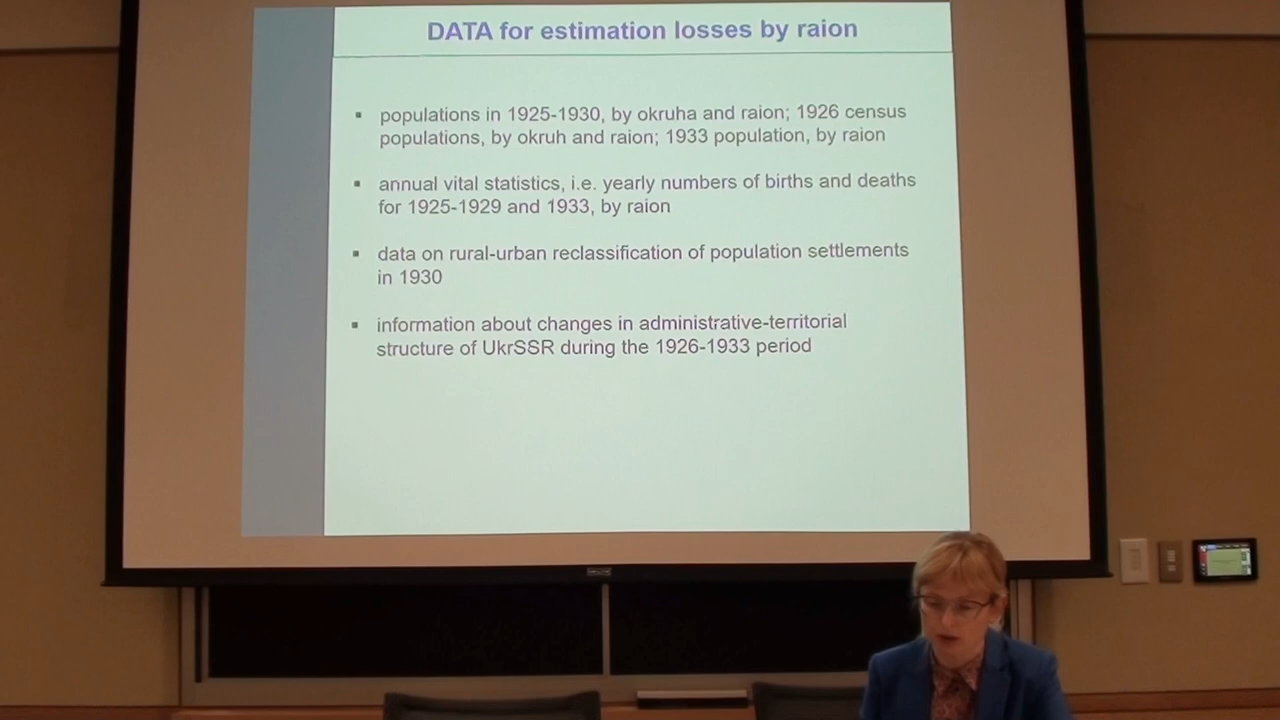 DATA for estimation losses by raion
▪ populations in 1925-1930, by okruha and raion; 1926 census
populations, by okruh and raion; 1933 population, by raion
▪ annual vital statistics, i.e. yearly numbers of births and deaths
for 1925-1929 and 1933, by raion
▪ data on rural-urban reclassification of population settlements
in 1930
▪ information about changes in administrative-territorial
structure of UkrSSR during the 1926-1933 period